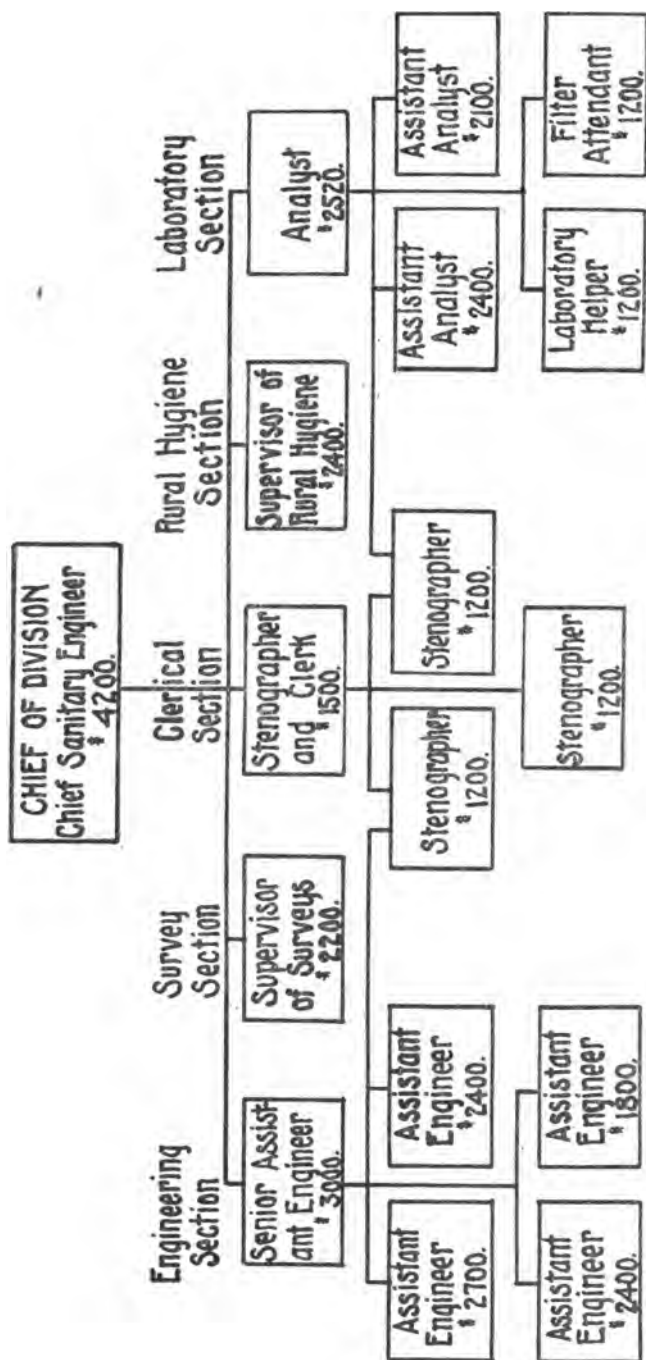 CHIEF OF DIVISION
Chief Sanitary Engineer
$ 4200.
Engineering
Section
Survey
Section
Clerical
Section
Rural Hygiene
Section
Laboratory
Section
Senior Assist-
ant Engineer
$ 3000.
Supervisor
of Surveys
$ 2200.
Stenographer
and Clerk
$ 1500.
Supervisor of
Rural Hygiene
$ 2400.
Analyst
$ 2520.
Assistant
Engineer
$ 2700.
Assistant
Engineer
$ 2400.
Stenographer
$ 1200.
Stenographer
$ 1200.
Assistant
Analyst
$ 2400.
Assistant
Analyst
$ 2100.
Assistant
Engineer
$ 2400.
Assistant
Engineer
$ 1800.
Stenographer
$ 1200.
Laboratory
Helper
$ 1200.
Filter
Attendant
$ 1200.